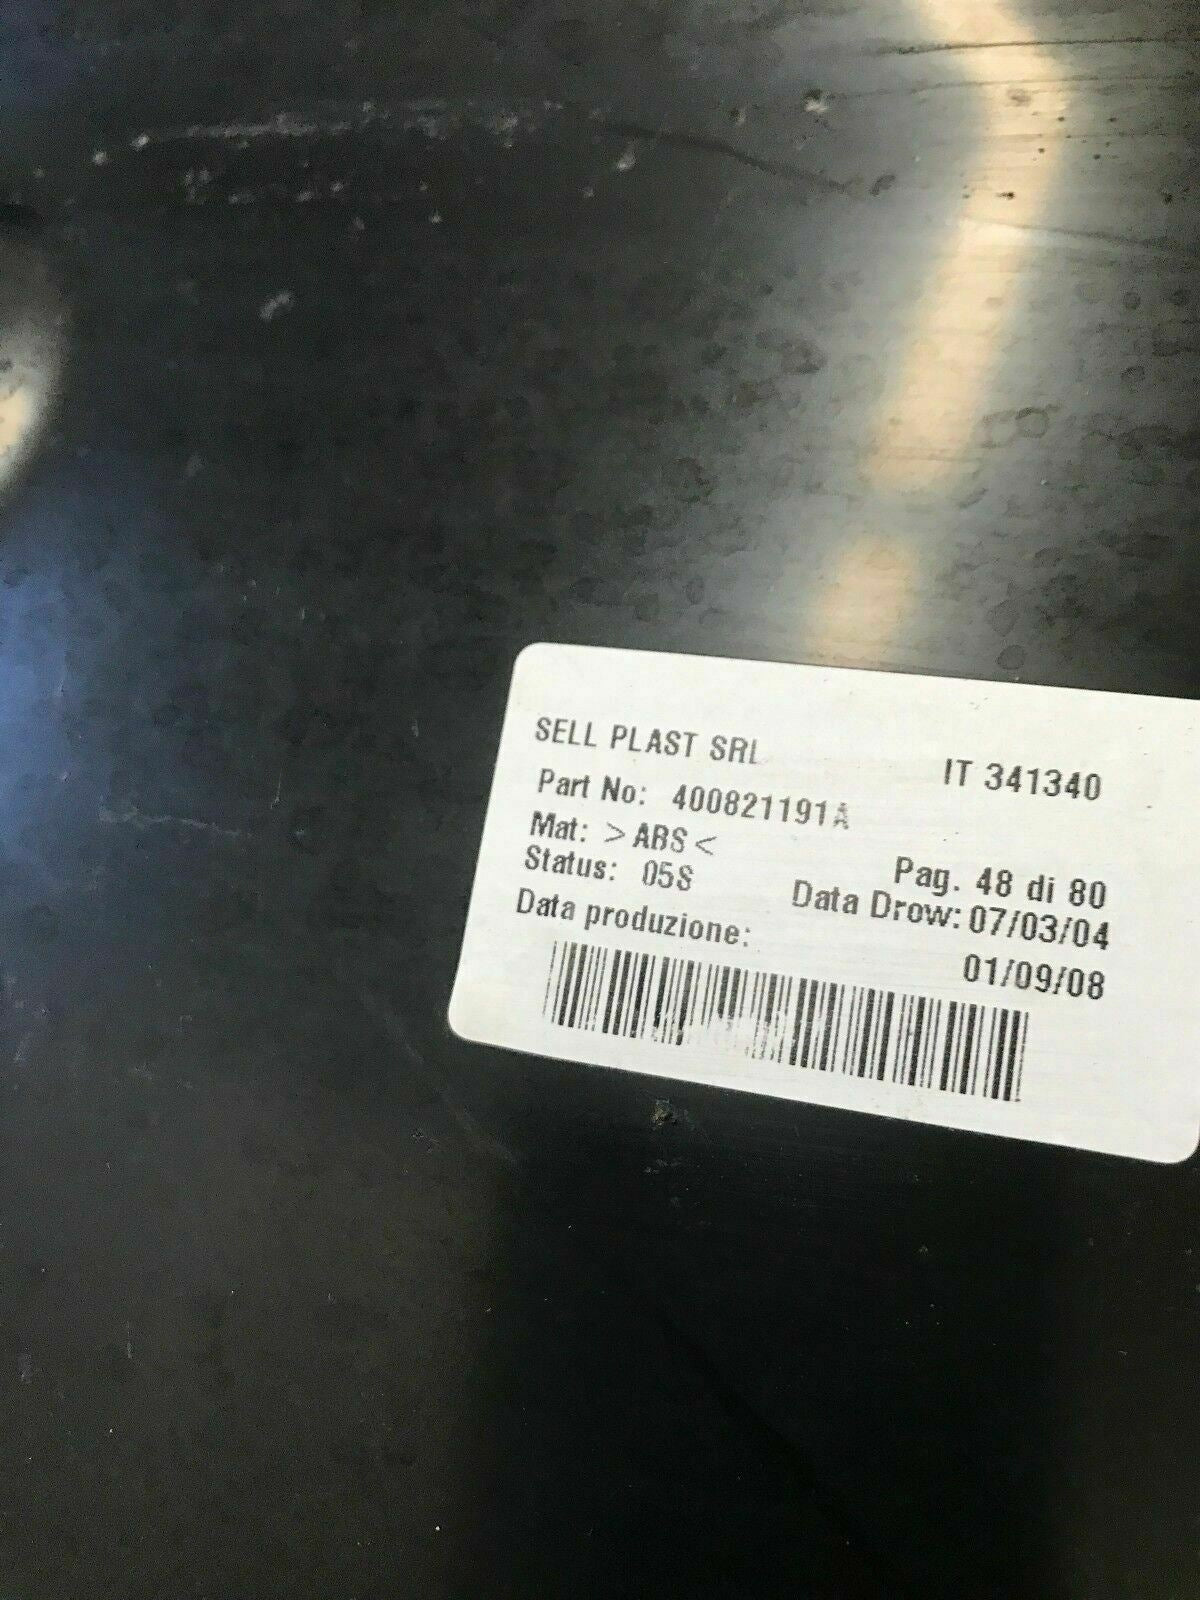 SELL PLAST SRL IT 341340
Part No: 400821191A
Mat: >ABS< Pag. 48 di 80
Status: 05S Data Drow: 07/03/04
Data produzione: 01/09/08